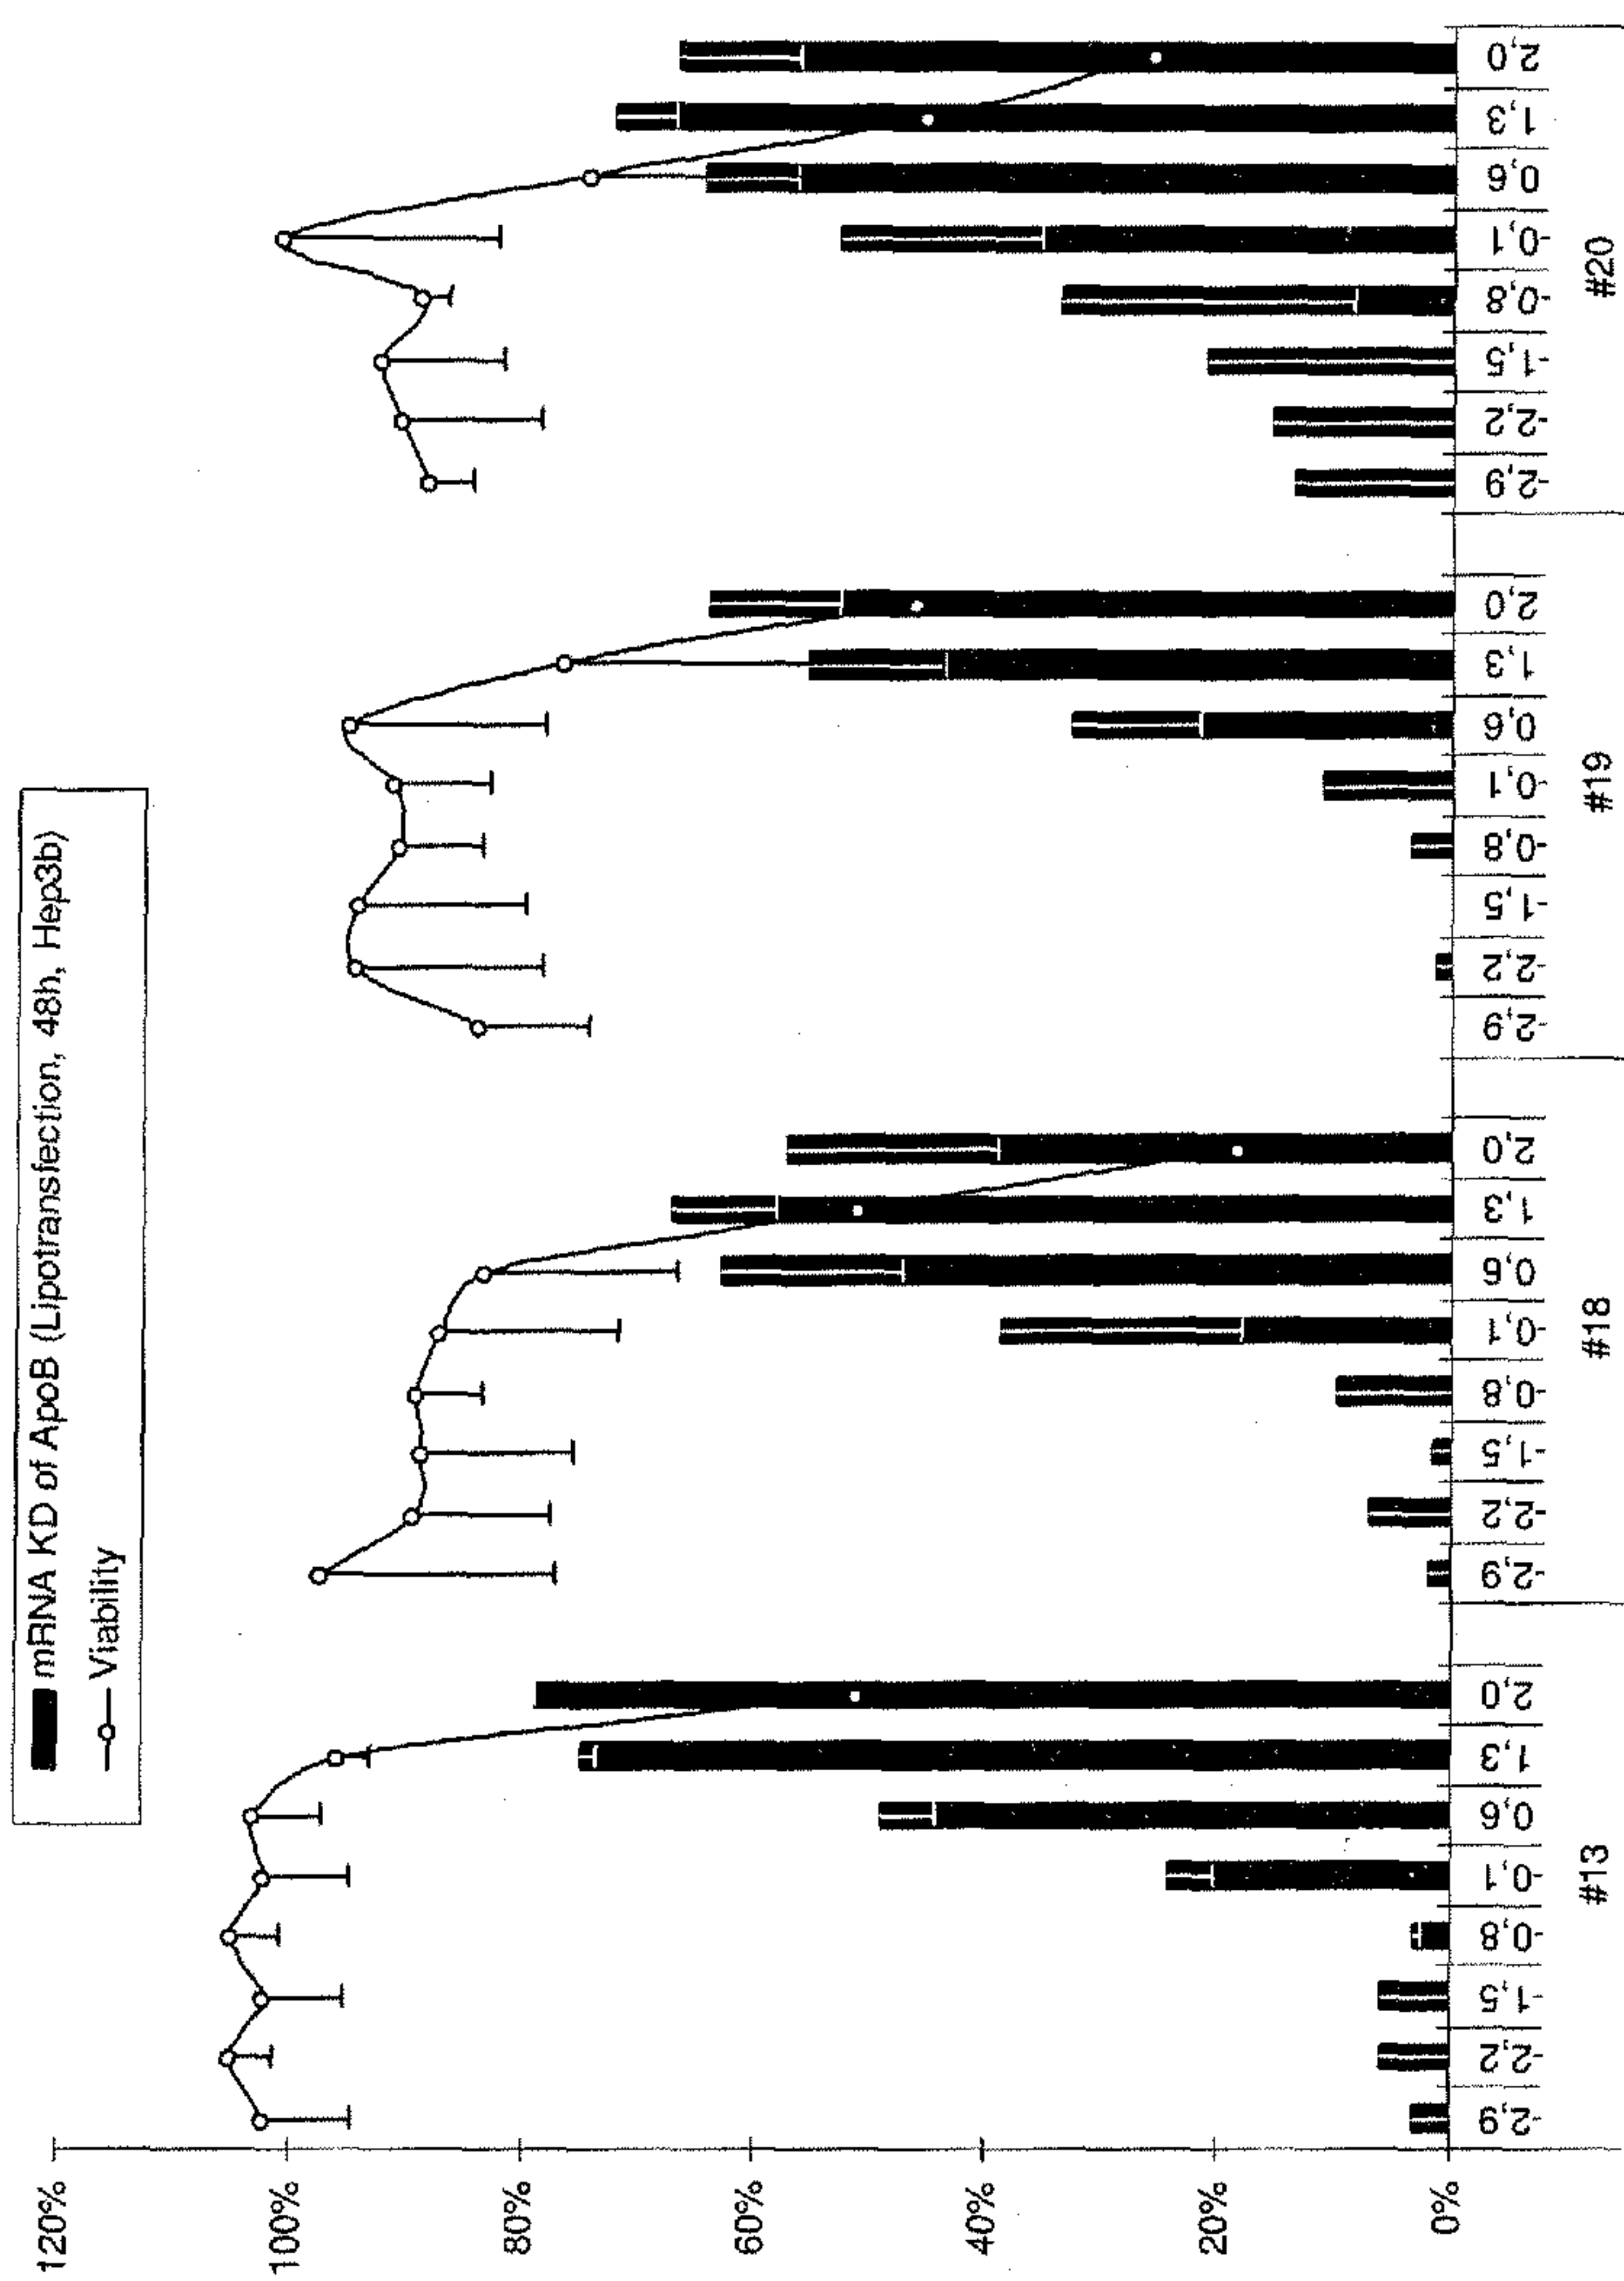 mRNA KD of ApoB (Lipotransfection, 48h, Hep3b)
Viability
120%
100%
80%
60%
40%
20%
0%
-2,9 -2,2 -1,5 -0,8 -0,1 0,6 1,3 2,0
-2,9 -2,2 -1,5 -0,8 -0,1 0,6 1,3 2,0
-2,9 -2,2 -1,5 -0,8 -0,1 0,6 1,3 2,0
-2,9 -2,2 -1,5 -0,8 -0,1 0,6 1,3 2,0
#13 #18 #19 #20